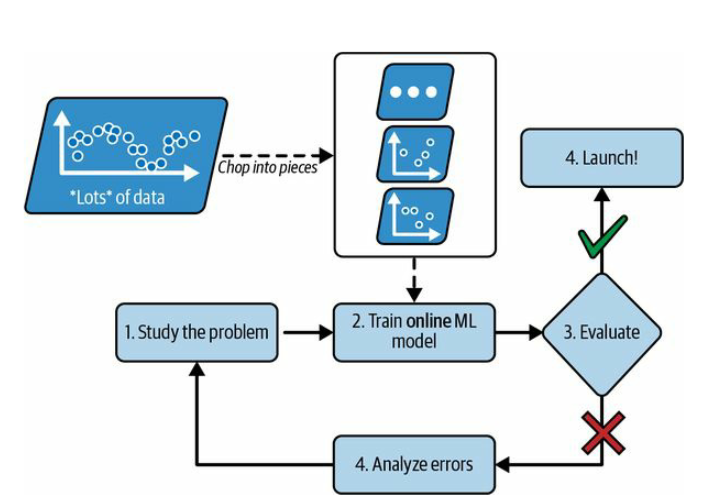 *Lots* of data
Chop into pieces
4. Launch!
1. Study the problem
2. Train online ML
model
3. Evaluate
4. Analyze errors